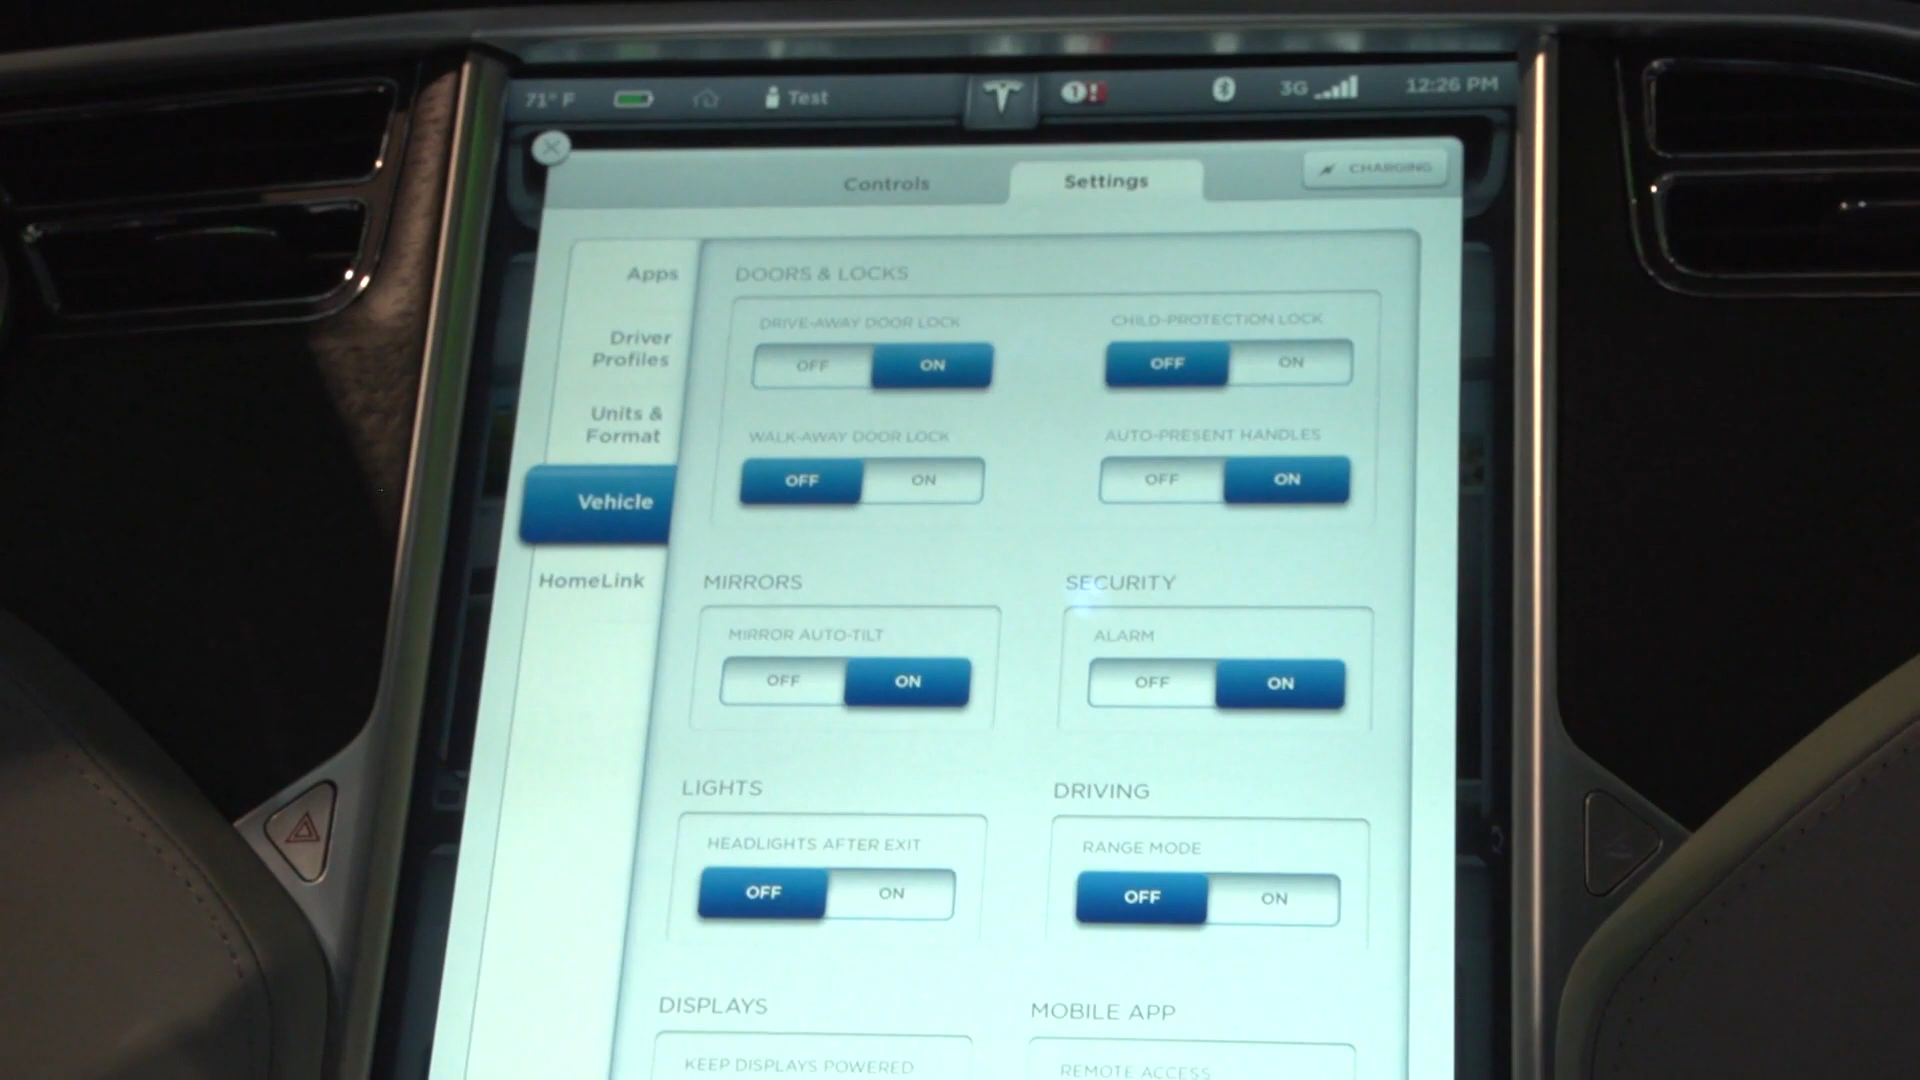 71° F Test 1 ! 3G 12:26 PM
Controls Settings CHARGING
Apps
Driver
Profiles
Units &
Format
Vehicle
HomeLink
DOORS & LOCKS
DRIVE-AWAY DOOR LOCK CHILD-PROTECTION LOCK
OFF ON OFF ON
WALK-AWAY DOOR LOCK AUTO-PRESENT HANDLES
OFF ON OFF ON
MIRRORS SECURITY
MIRROR AUTO-TILT ALARM
OFF ON OFF ON
LIGHTS DRIVING
HEADLIGHTS AFTER EXIT RANGE MODE
OFF ON OFF ON
DISPLAYS MOBILE APP
KEEP DISPLAYS POWERED REMOTE ACCESS